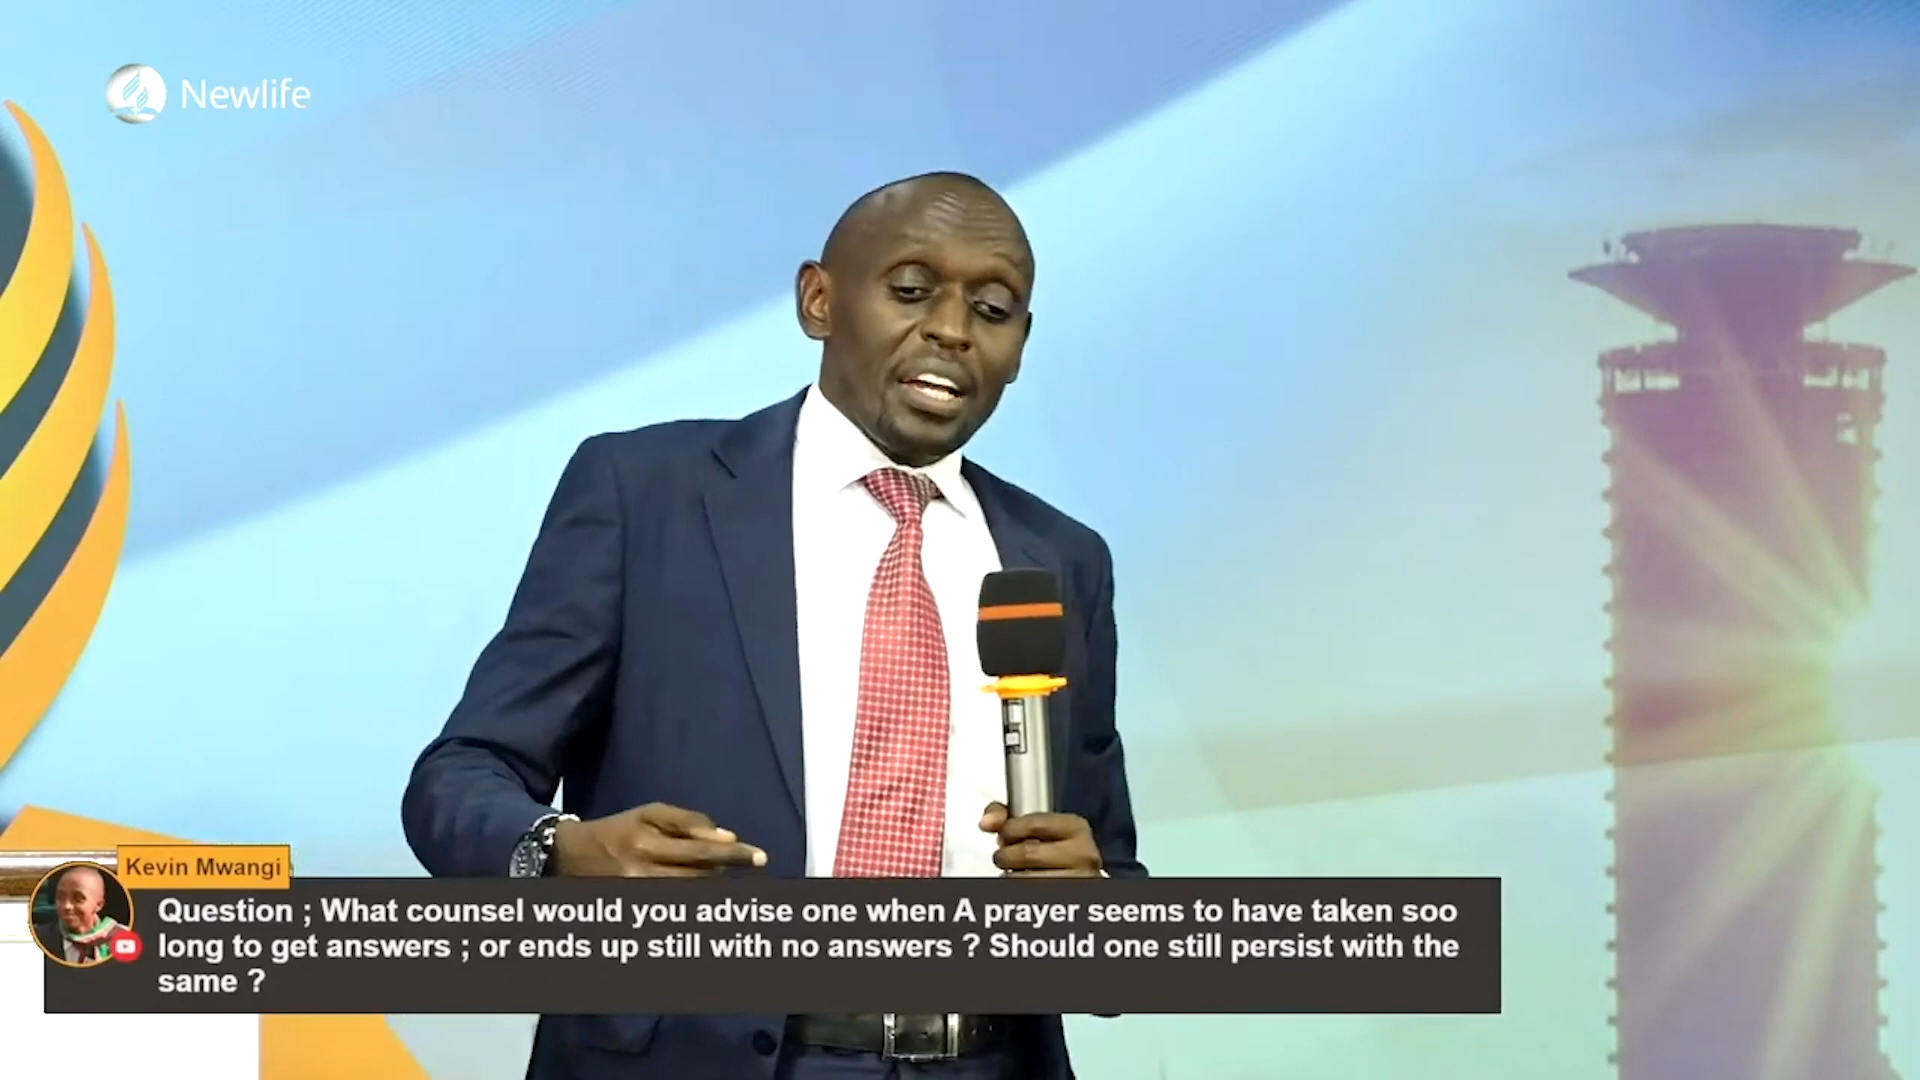 Newlife
Kevin Mwangi
Question ; What counsel would you advise one when A prayer seems to have taken soo
long to get answers ; or ends up still with no answers ? Should one still persist with the
same ?